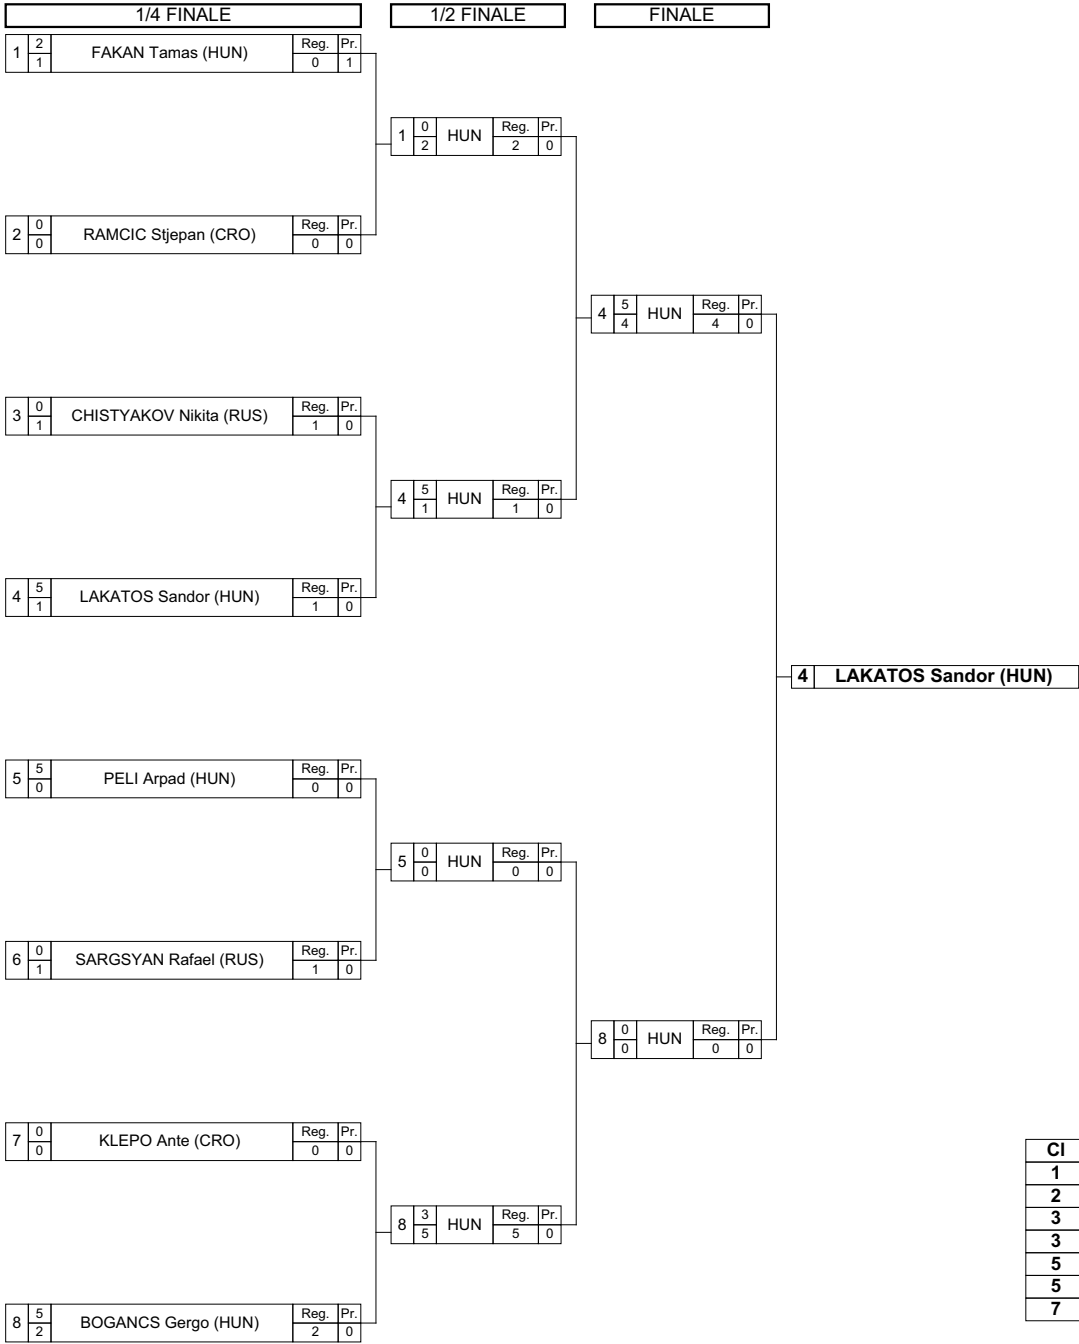 1/4 FINALE 1/2 FINALE FINALE
1 2 1 FAKAN Tamas (HUN) Reg. Pr. 0 1
1 0 2 HUN Reg. Pr. 2 0
2 0 0 RAMCIC Stjepan (CRO) Reg. Pr. 0 0
4 5 4 HUN Reg. Pr. 4 0
3 0 1 CHISTYAKOV Nikita (RUS) Reg. Pr. 1 0
4 5 1 HUN Reg. Pr. 1 0
4 5 1 LAKATOS Sandor (HUN) Reg. Pr. 1 0
4 LAKATOS Sandor (HUN)
5 5 0 PELI Arpad (HUN) Reg. Pr. 0 0
5 0 0 HUN Reg. Pr. 0 0
6 0 1 SARGSYAN Rafael (RUS) Reg. Pr. 1 0
8 0 0 HUN Reg. Pr. 0 0
7 0 0 KLEPO Ante (CRO) Reg. Pr. 0 0
8 3 5 HUN Reg. Pr. 5 0
8 5 2 BOGANCS Gergo (HUN) Reg. Pr. 2 0
Cl
1
2
3
3
5
5
7